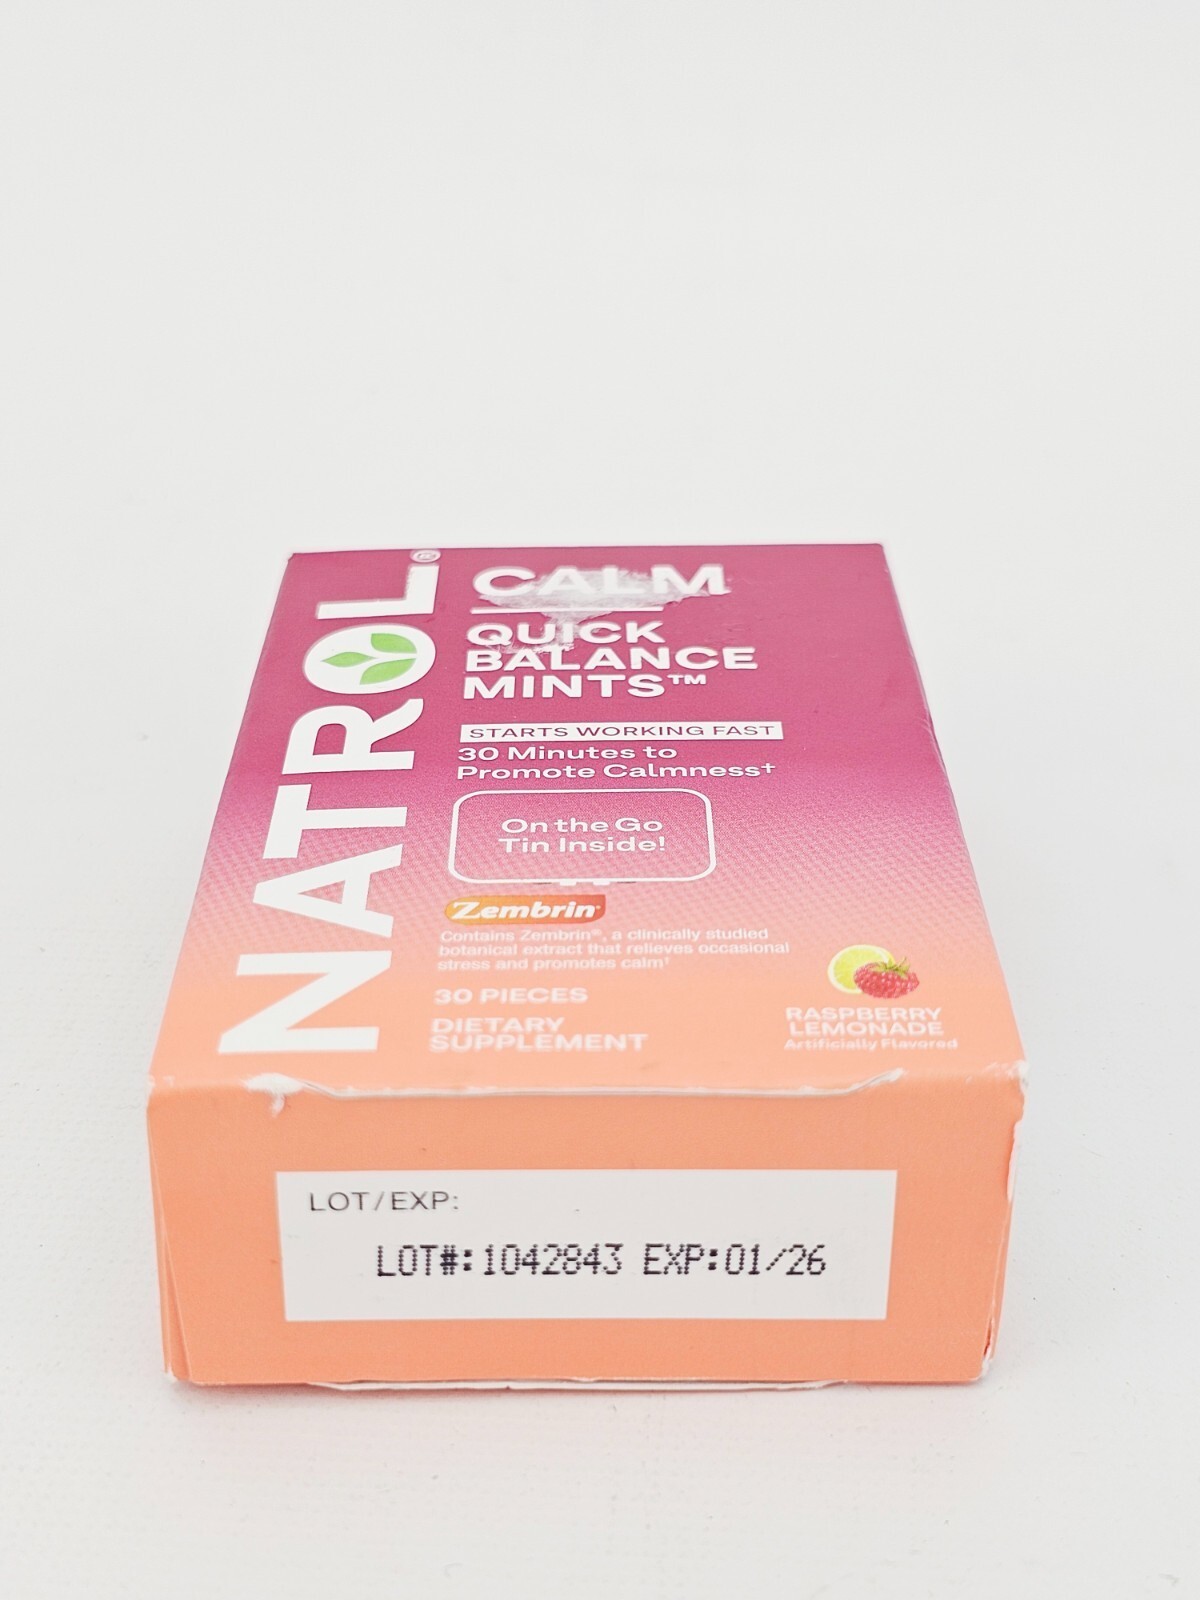 NATROL®
CALM
QUICK
BALANCE
MINTS™
STARTS WORKING FAST
30 Minutes to
Promote Calmness†
On the Go
Tin Inside!
Zembrin®
Contains Zembrin®, a clinically studied
botanical extract that relieves occasional
stress and promotes calm†
30 PIECES
DIETARY
SUPPLEMENT
RASPBERRY
LEMONADE
Artificially Flavored
LOT/EXP:
LOT#:1042843 EXP:01/26